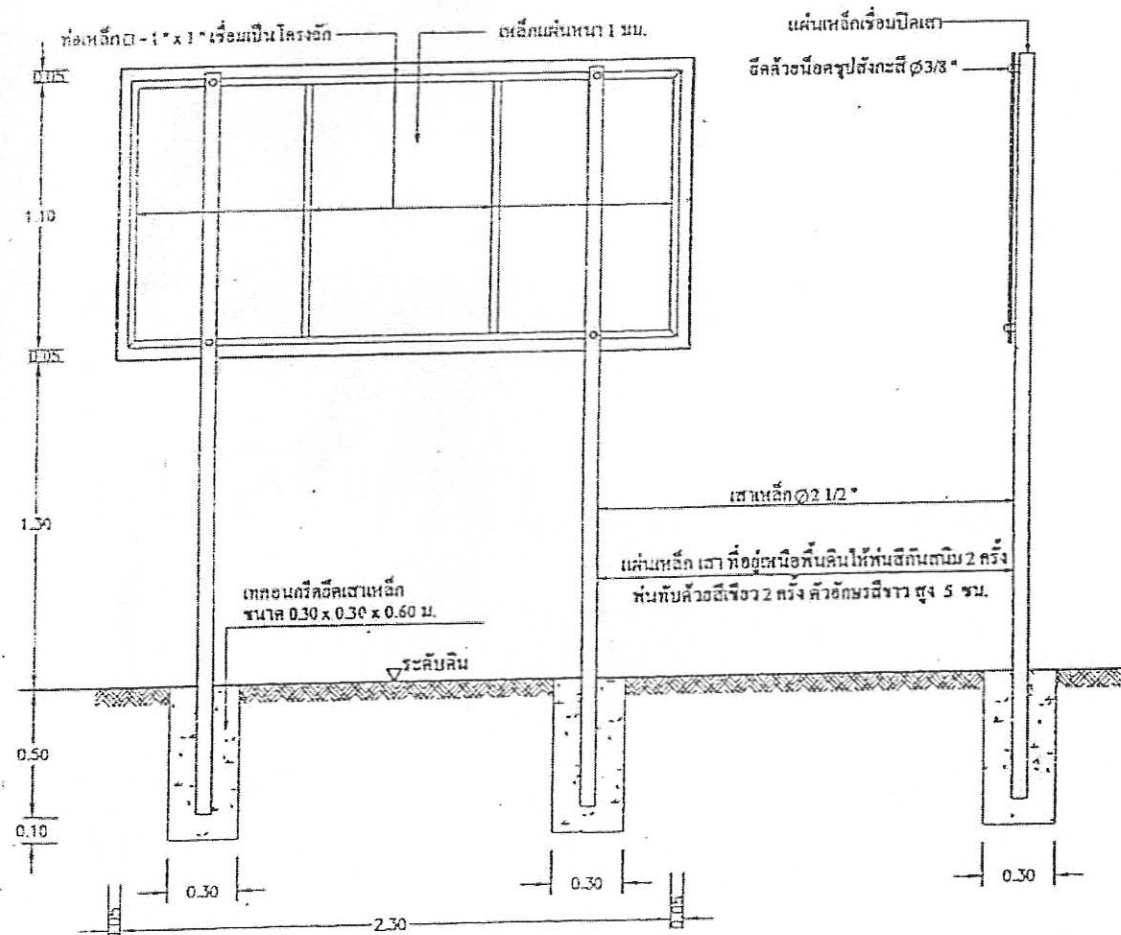 ท่อเหล็ก□ - 1" x 1" เชื่อมเป็นโครงยึด
เหล็กแผ่นหนา 1 มม.
แผ่นเหล็กเชื่อมปิดเสา
ยึดด้วยน็อตชุปสังกะสี Ø3/8"
0.05
1.10
0.05
1.30
เสาเหล็ก Ø2 1/2"
แผ่นเหล็ก เสา ที่อยู่เหนือพื้นดินให้พ่นสีกันสนิม 2 ครั้ง
พ่นทับด้วยสีเขียว 2 ครั้ง ตัวอักษรสีขาว สูง 5 ซม.
เทคอนกรีตยึดเสาเหล็ก
ขนาด 0.30 x 0.30 x 0.60 ม.
ระดับดิน
0.50
0.10
0.30
0.30
0.30
2.30